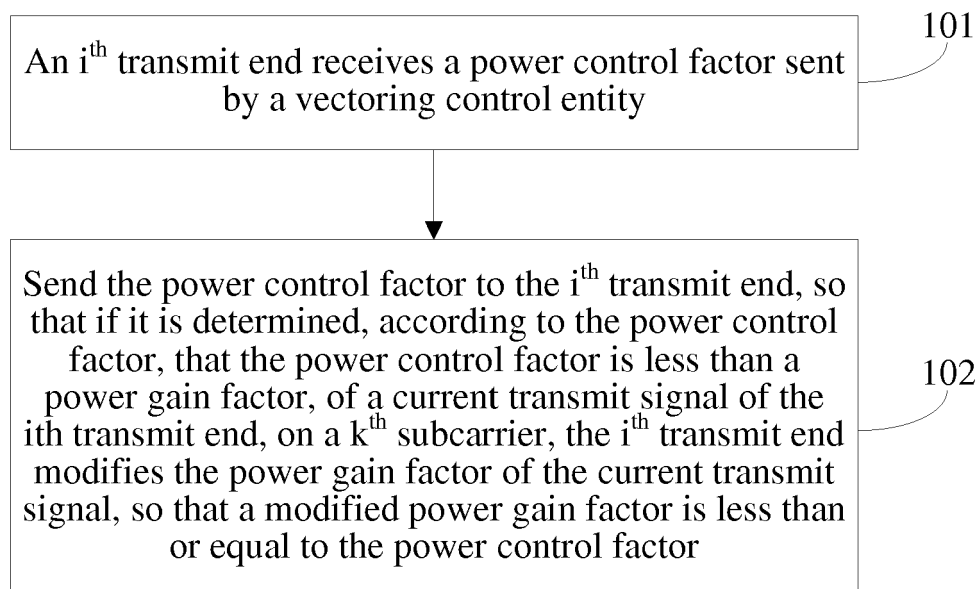 101
An i^th transmit end receives a power control factor sent
by a vectoring control entity
Send the power control factor to the i^th transmit end, so
that if it is determined, according to the power control
factor, that the power control factor is less than a
power gain factor, of a current transmit signal of the
ith transmit end, on a k^th subcarrier, the i^th transmit end
modifies the power gain factor of the current transmit
signal, so that a modified power gain factor is less than
or equal to the power control factor
102